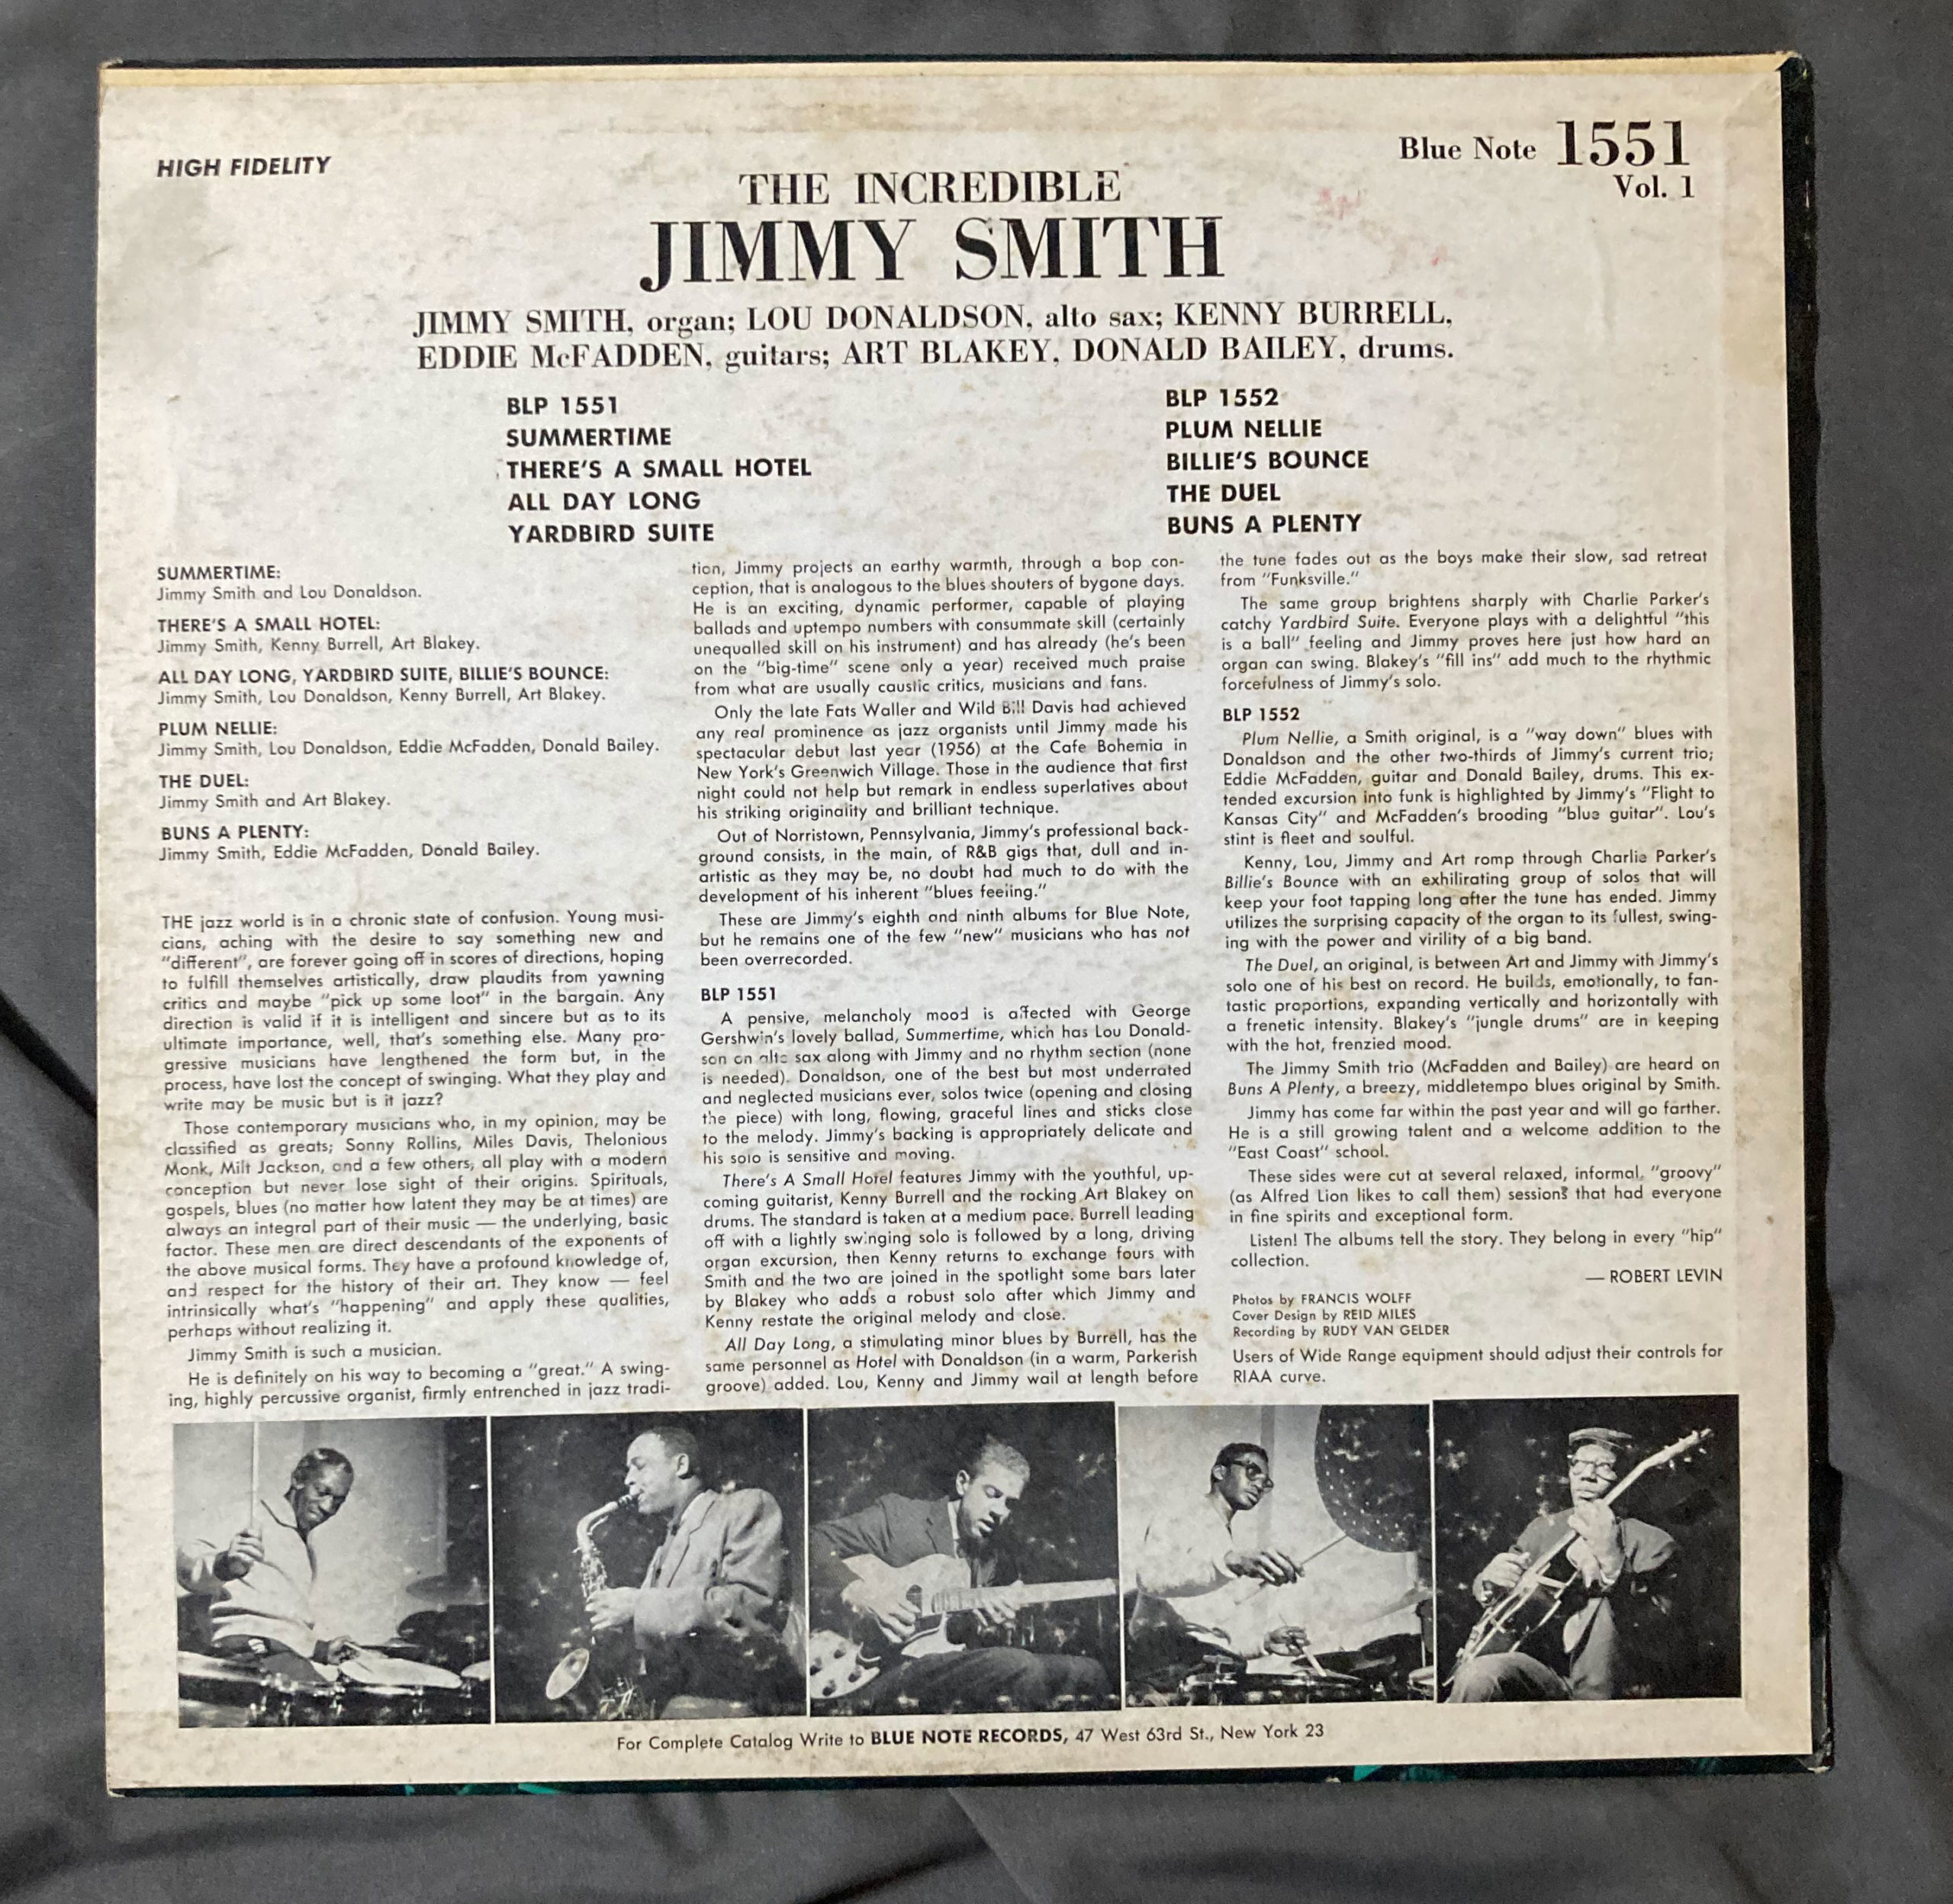 HIGH FIDELITY
Blue Note 1551
Vol. 1
THE INCREDIBLE
JIMMY SMITH
JIMMY SMITH, organ; LOU DONALDSON, alto sax; KENNY BURRELL,
EDDIE McFADDEN, guitars; ART BLAKEY, DONALD BAILEY, drums.
BLP 1551
SUMMERTIME
THERE'S A SMALL HOTEL
ALL DAY LONG
YARDBIRD SUITE
BLP 1552
PLUM NELLIE
BILLIE'S BOUNCE
THE DUEL
BUNS A PLENTY
SUMMERTIME:
Jimmy Smith and Lou Donaldson.
THERE'S A SMALL HOTEL:
Jimmy Smith, Kenny Burrell, Art Blakey.
ALL DAY LONG, YARDBIRD SUITE, BILLIE'S BOUNCE:
Jimmy Smith, Lou Donaldson, Kenny Burrell, Art Blakey.
PLUM NELLIE:
Jimmy Smith, Lou Donaldson, Eddie McFadden, Donald Bailey.
THE DUEL:
Jimmy Smith and Art Blakey.
BUNS A PLENTY:
Jimmy Smith, Eddie McFadden, Donald Bailey.
THE jazz world is in a chronic state of confusion. Young musi-
cians, aching with the desire to say something new and
"different", are forever going off in scores of directions, hoping
to fulfill themselves artistically, draw plaudits from yawning
critics and maybe "pick up some loot" in the bargain. Any
direction is valid if it is intelligent and sincere but as to its
ultimate importance, well, that's something else. Many pro-
gressive musicians have lengthened the form but, in the
process, have lost the concept of swinging. What they play and
write may be music but is it jazz?
Those contemporary musicians who, in my opinion, may be
classified as greats; Sonny Rollins, Miles Davis, Thelonious
Monk, Milt Jackson, and a few others, all play with a modern
conception but never lose sight of their origins. Spirituals,
gospels, blues (no matter how latent they may be at times) are
always an integral part of their music — the underlying, basic
factor. These men are direct descendants of the exponents of
the above musical forms. They have a profound knowledge of,
and respect for the history of their art. They know — feel
intrinsically what's "happening" and apply these qualities,
perhaps without realizing it.
Jimmy Smith is such a musician.
He is definitely on his way to becoming a "great." A swing-
ing, highly percussive organist, firmly entrenched in jazz tradi-
tion, Jimmy projects an earthy warmth, through a bop con-
ception, that is analogous to the blues shouters of bygone days.
He is an exciting, dynamic performer, capable of playing
ballads and uptempo numbers with consummate skill (certainly
unequalled skill on his instrument) and has already (he's been
on the "big-time" scene only a year) received much praise
from what are usually caustic critics, musicians and fans.
Only the late Fats Waller and Wild Bill Davis had achieved
any real prominence as jazz organists until Jimmy made his
spectacular debut last year (1956) at the Cafe Bohemia in
New York's Greenwich Village. Those in the audience that first
night could not help but remark in endless superlatives about
his striking originality and brilliant technique.
Out of Norristown, Pennsylvania, Jimmy's professional back-
ground consists, in the main, of R&B gigs that, dull and in-
artistic as they may be, no doubt had much to do with the
development of his inherent "blues feeling."
These are Jimmy's eighth and ninth albums for Blue Note,
but he remains one of the few "new" musicians who has not
been overrecorded.
BLP 1551
A pensive, melancholy mood is affected with George
Gershwin's lovely ballad, Summertime, which has Lou Donald-
son on alto sax along with Jimmy and no rhythm section (none
is needed). Donaldson, one of the best but most underrated
and neglected musicians ever, solos twice (opening and closing
the piece) with long, flowing, graceful lines and sticks close
to the melody. Jimmy's backing is appropriately delicate and
his solo is sensitive and moving.
There's A Small Hotel features Jimmy with the youthful, up-
coming guitarist, Kenny Burrell and the rocking Art Blakey on
drums. The standard is taken at a medium pace. Burrell leading
off with a lightly swinging solo is followed by a long, driving
organ excursion, then Kenny returns to exchange fours with
Smith and the two are joined in the spotlight some bars later
by Blakey who adds a robust solo after which Jimmy and
Kenny restate the original melody and close.
All Day Long, a stimulating minor blues by Burrell, has the
same personnel as Hotel with Donaldson (in a warm, Parkerish
groove) added. Lou, Kenny and Jimmy wail at length before
the tune fades out as the boys make their slow, sad retreat
from "Funksville."
The same group brightens sharply with Charlie Parker's
catchy Yardbird Suite. Everyone plays with a delightful "this
is a ball" feeling and Jimmy proves here just how hard an
organ can swing. Blakey's "fill ins" add much to the rhythmic
forcefulness of Jimmy's solo.
BLP 1552
Plum Nellie, a Smith original, is a "way down" blues with
Donaldson and the other two-thirds of Jimmy's current trio;
Eddie McFadden, guitar and Donald Bailey, drums. This ex-
tended excursion into funk is highlighted by Jimmy's "Flight to
Kansas City" and McFadden's brooding "blue guitar". Lou's
stint is fleet and soulful.
Kenny, Lou, Jimmy and Art romp through Charlie Parker's
Billie's Bounce with an exhilirating group of solos that will
keep your foot tapping long after the tune has ended. Jimmy
utilizes the surprising capacity of the organ to its fullest, swing-
ing with the power and virility of a big band.
The Duel, an original, is between Art and Jimmy with Jimmy's
solo one of his best on record. He builds, emotionally, to fan-
tastic proportions, expanding vertically and horizontally with
a frenetic intensity. Blakey's "jungle drums" are in keeping
with the hot, frenzied mood.
The Jimmy Smith trio (McFadden and Bailey) are heard on
Buns A Plenty, a breezy, middletempo blues original by Smith.
Jimmy has come far within the past year and will go farther.
He is a still growing talent and a welcome addition to the
"East Coast" school.
These sides were cut at several relaxed, informal, "groovy"
(as Alfred Lion likes to call them) sessions that had everyone
in fine spirits and exceptional form.
Listen! The albums tell the story. They belong in every "hip"
collection.
— ROBERT LEVIN
Photos by FRANCIS WOLFF
Cover Design by REID MILES
Recording by RUDY VAN GELDER
Users of Wide Range equipment should adjust their controls for
RIAA curve.
For Complete Catalog Write to BLUE NOTE RECORDS, 47 West 63rd St., New York 23